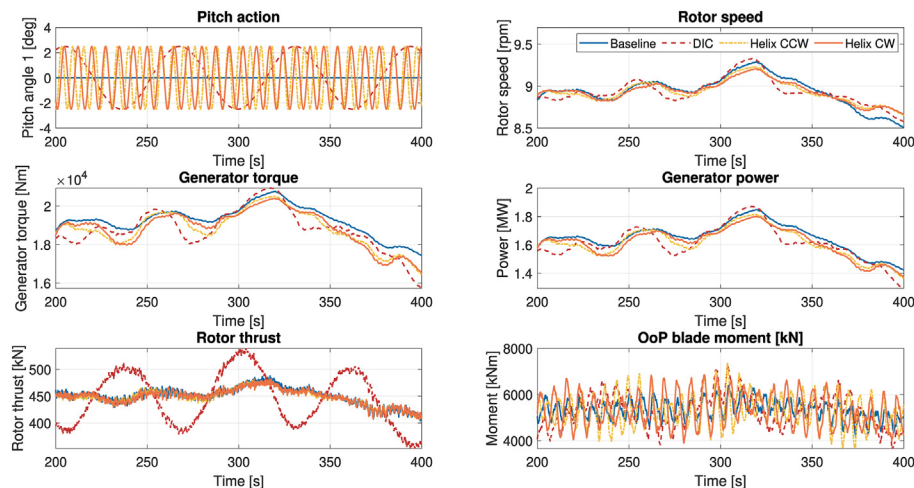 Pitch action
Pitch angle 1 [deg]
4
2
0
-2
-4
200 250 300 350 400
Time [s]
Rotor speed
Baseline DIC Helix CCW Helix CW
Rotor speed [rpm]
9.5
9
8.5
200 250 300 350 400
Time [s]
Generator torque
×10⁴
Generator torque [Nm]
2
1.8
1.6
200 250 300 350 400
Time [s]
Generator power
Power [MW]
2
1.8
1.6
1.4
200 250 300 350 400
Time [s]
Rotor thrust
Rotor thrust [kN]
500
450
400
200 250 300 350 400
Time [s]
OoP blade moment [kN]
Moment [kNm]
8000
6000
4000
200 250 300 350 400
Time [s]